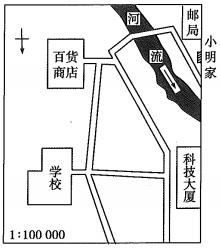 河
流
邮
局
小
明
家
百货
商店
学
校
科
技
大
厦
1:100 000